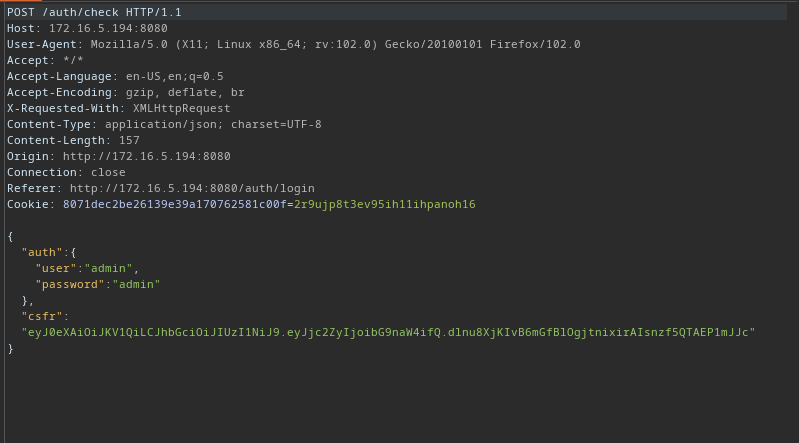 POST /auth/check HTTP/1.1
Host: 172.16.5.194:8080
User-Agent: Mozilla/5.0 (X11; Linux x86_64; rv:102.0) Gecko/20100101 Firefox/102.0
Accept: */*
Accept-Language: en-US,en;q=0.5
Accept-Encoding: gzip, deflate, br
X-Requested-With: XMLHttpRequest
Content-Type: application/json; charset=UTF-8
Content-Length: 157
Origin: http://172.16.5.194:8080
Connection: close
Referer: http://172.16.5.194:8080/auth/login
Cookie: 8071dec2be26139e39a170762581c00f=2r9ujp8t3ev95ih11ihpanoh16
{
"auth":{
"user":"admin",
"password":"admin"
},
"csfr":
"eyJ0eXAiOiJKV1QiLCJhbGciOiJIUzI1NiJ9.eyJjc2ZyIjoibG9naW4ifQ.dlnu8XjKIvB6mGfBlOgjtnixirAIsnzf5QTAEP1mJJc"
}